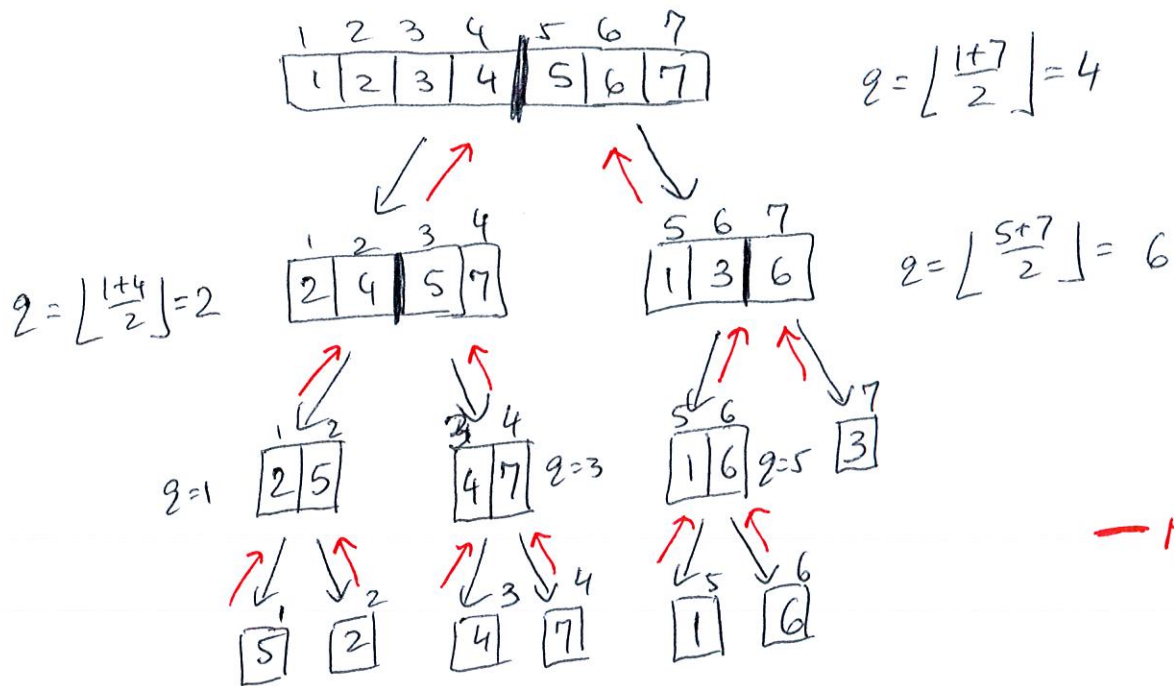 1 2 3 4 5 6 7
1 2 3 4 5 6 7
q = ⌊(1+7)/2⌋ = 4
1 2 3 4
2 4 5 7
5 6 7
1 3 6
q = ⌊(1+4)/2⌋ = 2
q = ⌊(5+7)/2⌋ = 6
1 2
2 5
q=1
3 4
4 7
q=3
5 6
1 6
q=5
7
3
1
5
2
2
3
4
4
7
5
1
6
6